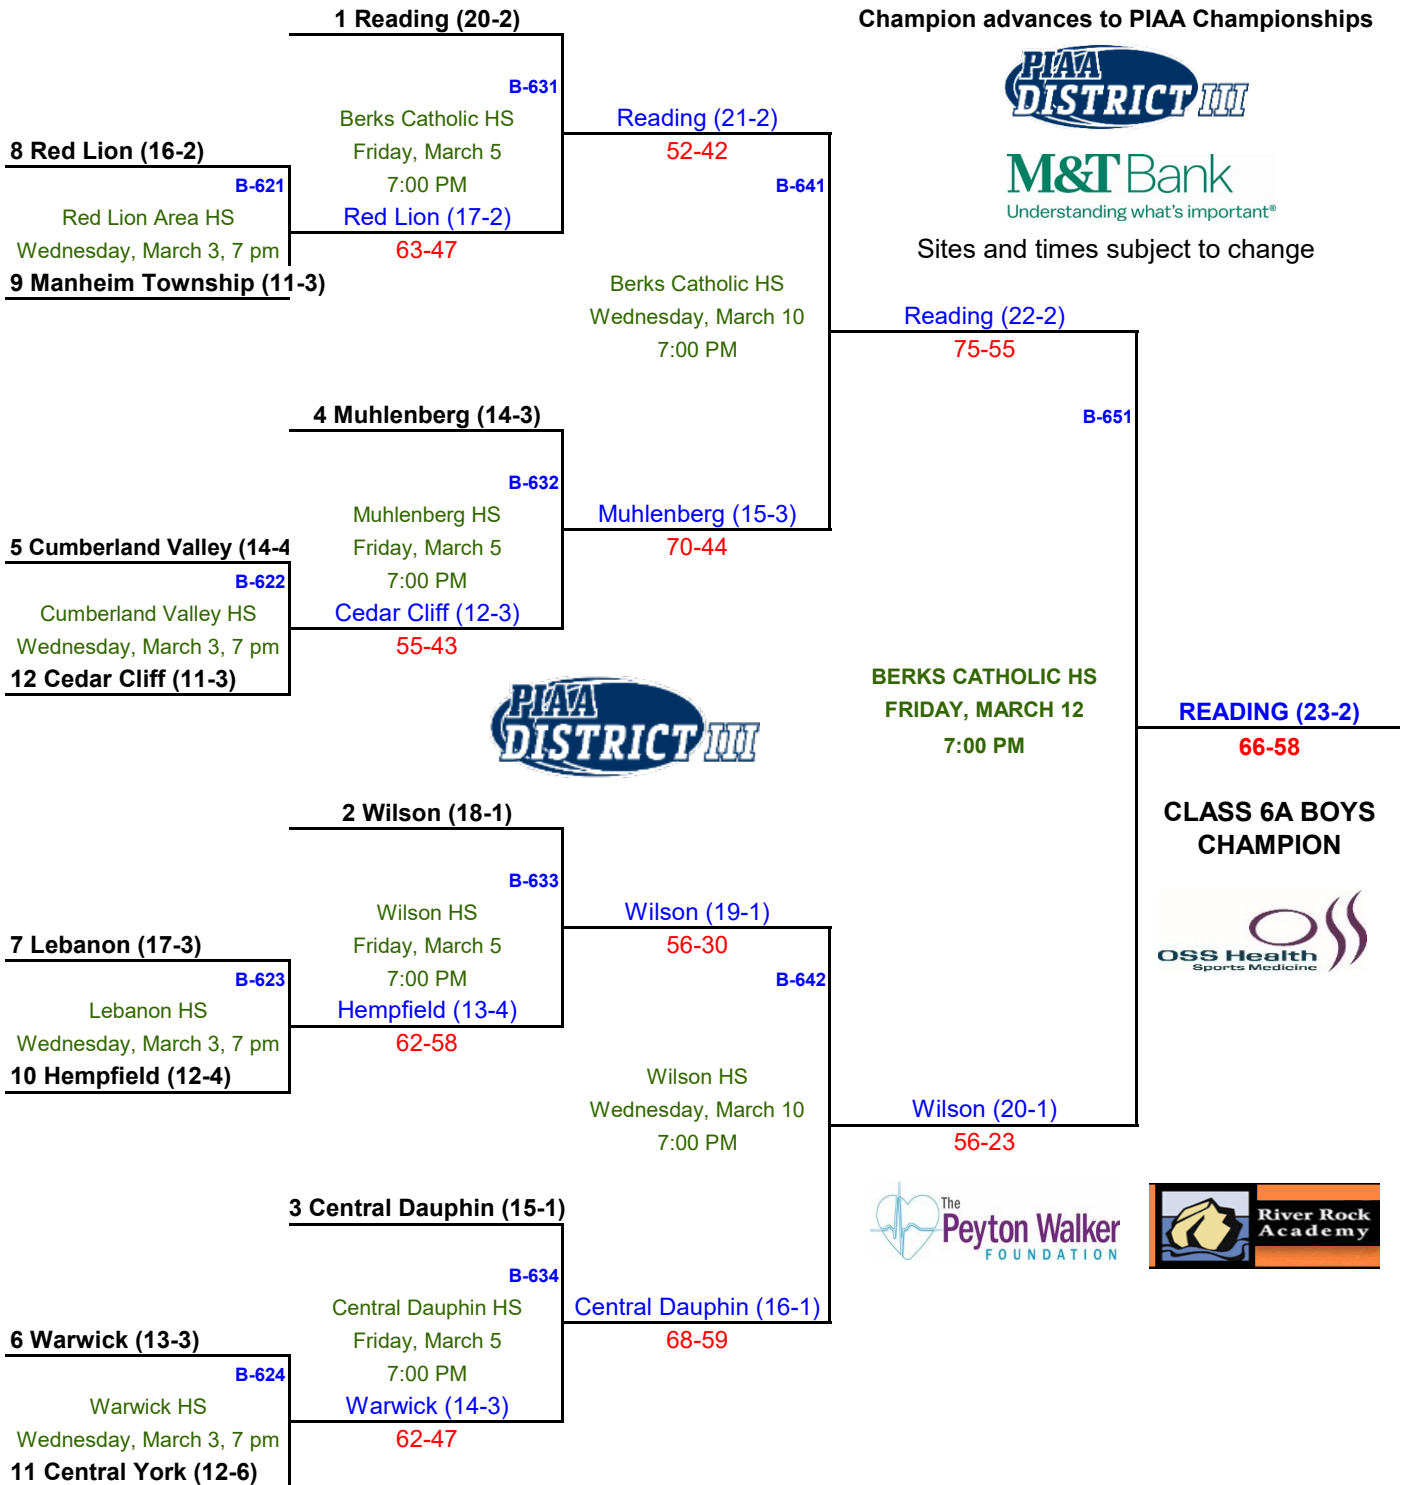 1 Reading (20-2)
Champion advances to PIAA Championships
PIAA
DISTRICT III
B-631
Berks Catholic HS
Friday, March 5
7:00 PM
Reading (21-2)
52-42
8 Red Lion (16-2)
B-621
Red Lion Area HS
Wednesday, March 3, 7 pm
9 Manheim Township (11-3)
Red Lion (17-2)
63-47
B-641
M&T Bank
Understanding what's important®
Sites and times subject to change
Berks Catholic HS
Wednesday, March 10
7:00 PM
Reading (22-2)
75-55
4 Muhlenberg (14-3)
B-651
B-632
Muhlenberg HS
Friday, March 5
7:00 PM
Muhlenberg (15-3)
70-44
5 Cumberland Valley (14-4
B-622
Cumberland Valley HS
Wednesday, March 3, 7 pm
12 Cedar Cliff (11-3)
Cedar Cliff (12-3)
55-43
PIAA
DISTRICT III
BERKS CATHOLIC HS
FRIDAY, MARCH 12
7:00 PM
READING (23-2)
66-58
CLASS 6A BOYS
CHAMPION
2 Wilson (18-1)
B-633
Wilson HS
Friday, March 5
7:00 PM
Wilson (19-1)
56-30
OSS
OSS Health
Sports Medicine
7 Lebanon (17-3)
B-623
Lebanon HS
Wednesday, March 3, 7 pm
10 Hempfield (12-4)
Hempfield (13-4)
62-58
B-642
Wilson HS
Wednesday, March 10
7:00 PM
Wilson (20-1)
56-23
3 Central Dauphin (15-1)
The
Peyton Walker
FOUNDATION
River Rock
Academy
B-634
Central Dauphin HS
Friday, March 5
7:00 PM
Central Dauphin (16-1)
68-59
6 Warwick (13-3)
B-624
Warwick HS
Wednesday, March 3, 7 pm
11 Central York (12-6)
Warwick (14-3)
62-47